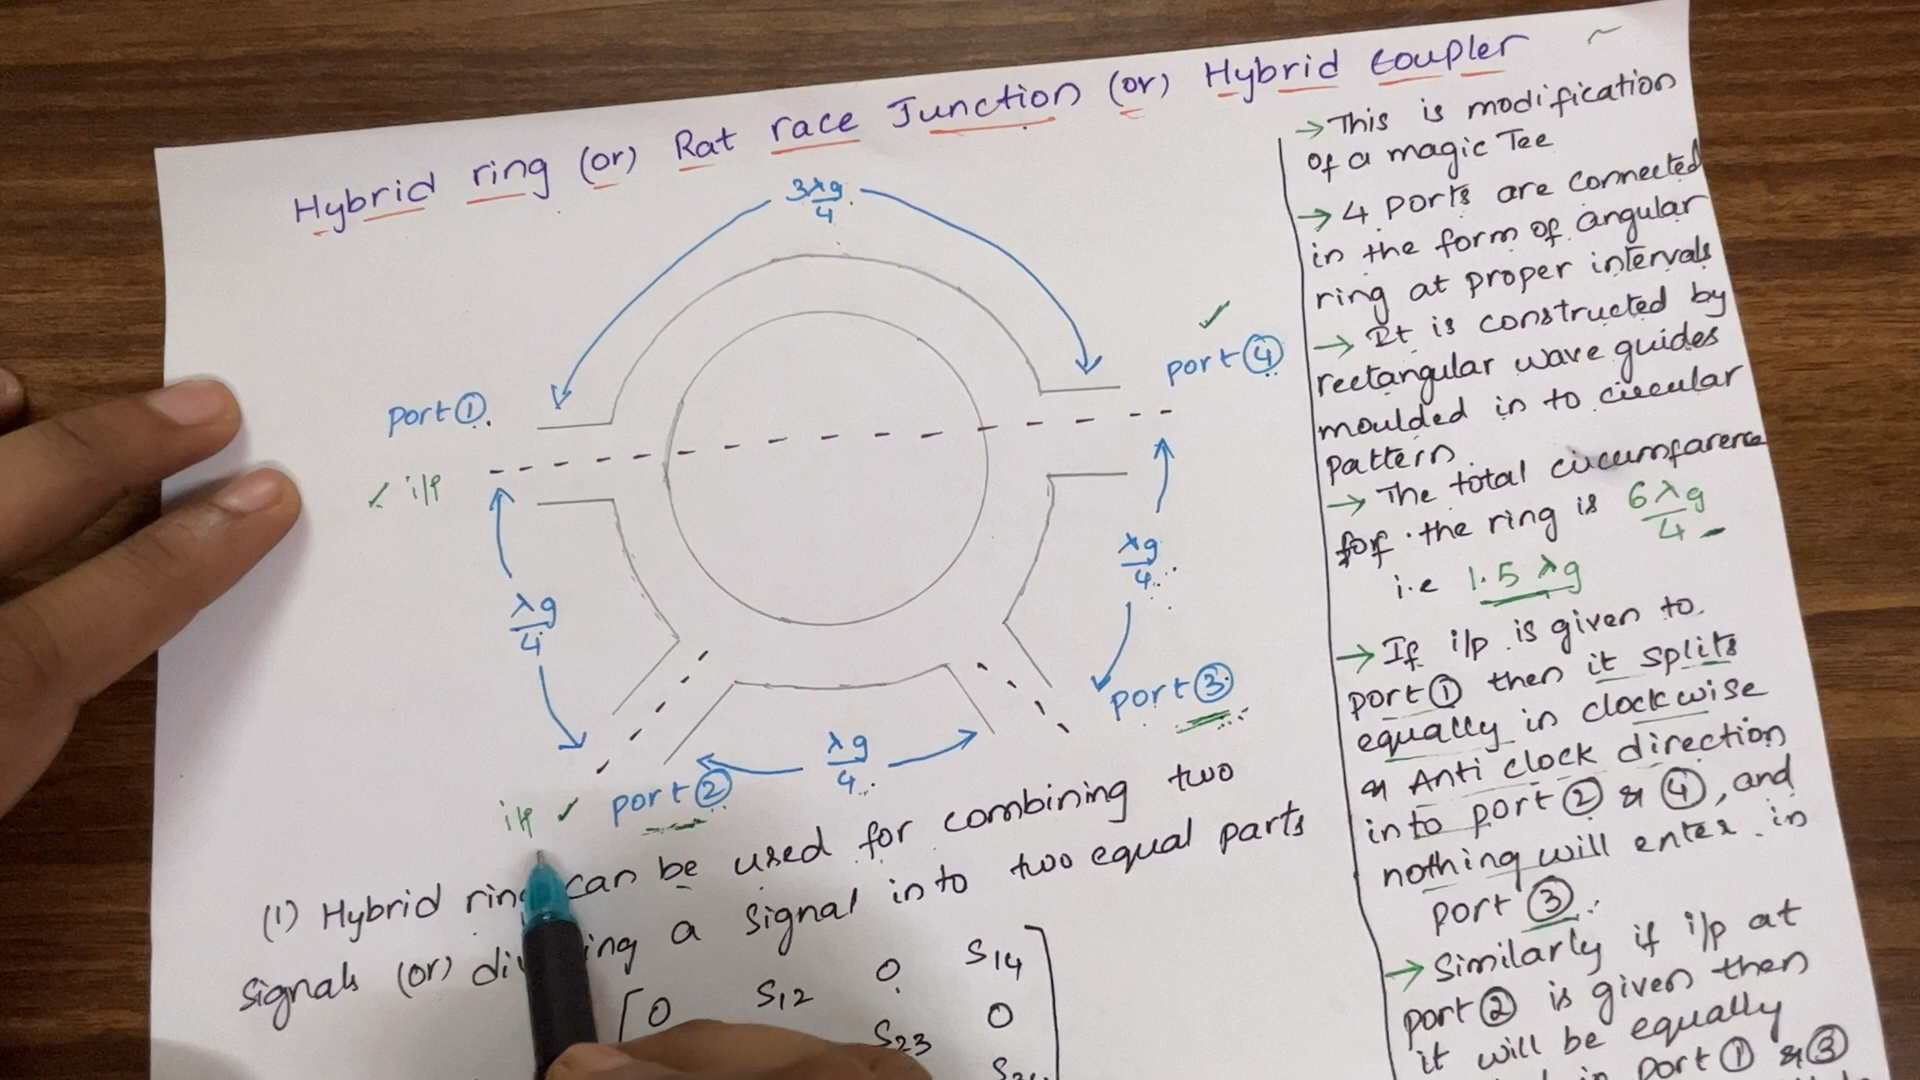 Hybrid ring (or) Rat race Junction (or) Hybrid Coupler
3λg/4
port ①.
✓ i/p
port ④
✓
λg/4
λg/4
port ③
λg/4
i/p ✓ port ②
(1) Hybrid ring can be used for combining two
signals (or) di ing a signal into two equal parts
0 S12 0 S14
S23 0
→ This is modification
of a magic Tee
→ 4 Ports are connected
in the form of angular
ring at proper intervals
→ It is constructed by
rectangular wave guides
moulded in to circular
pattern
→ The total circumfarence
for the ring is 6λg/4
i.e 1.5 λg
→ If i/p is given to
port ① then it splits
equally in clockwise
& Anti clock direction
into port ② & ④, and
nothing will enter in
port ③.
→ Similarly if i/p at
port ② is given then
it will be equally
in port ① & ③